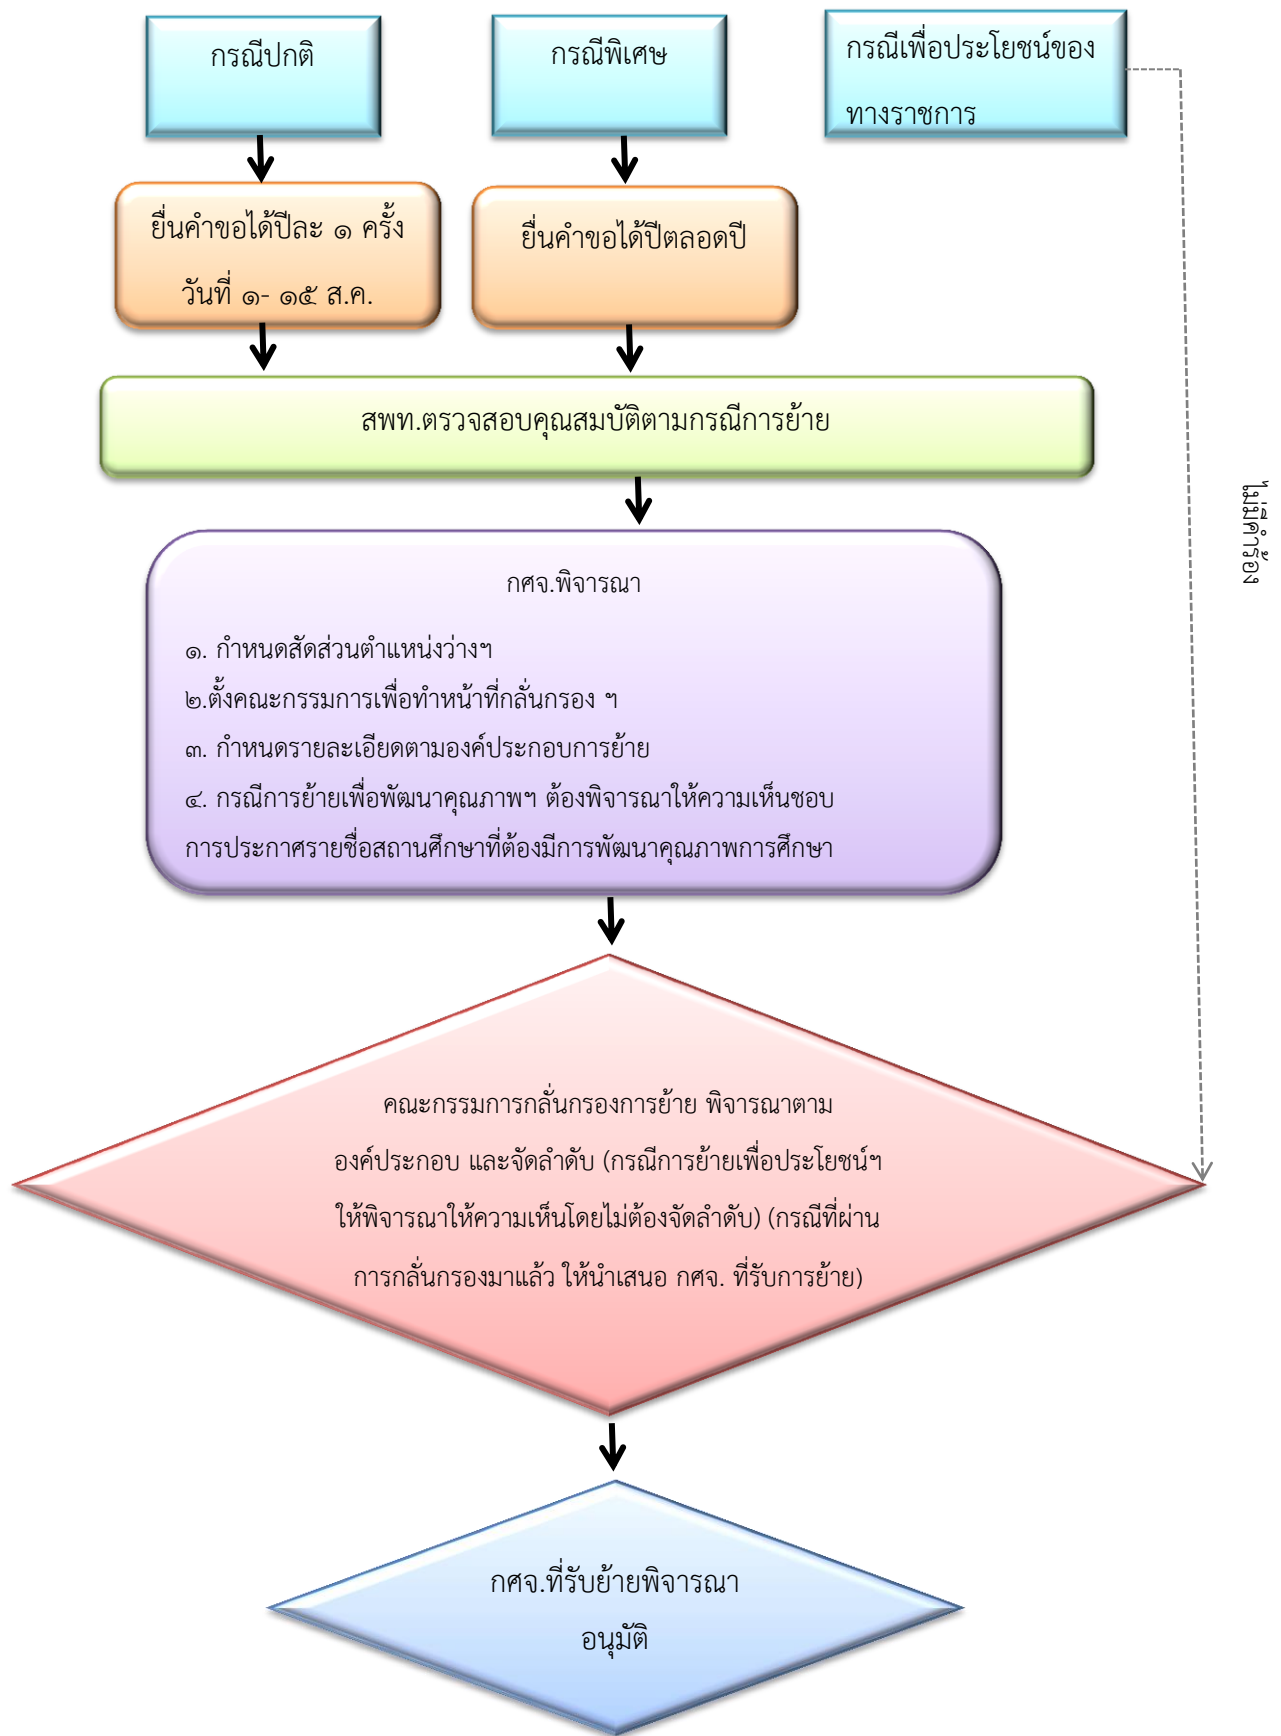 กรณีปกติ
กรณีพิเศษ
กรณีเพื่อประโยชน์ของ
ทางราชการ
ยื่นคำขอได้ปีละ ๑ ครั้ง
วันที่ ๑- ๑๕ ส.ค.
ยื่นคำขอได้ปีตลอดปี
สพท.ตรวจสอบคุณสมบัติตามกรณีการย้าย
ไม่มีคำร้อง
กศจ.พิจารณา
๑. กำหนดสัดส่วนตำแหน่งว่างฯ
๒.ตั้งคณะกรรมการเพื่อทำหน้าที่กลั่นกรอง ฯ
๓. กำหนดรายละเอียดตามองค์ประกอบการย้าย
๔. กรณีการย้ายเพื่อพัฒนาคุณภาพฯ ต้องพิจารณาให้ความเห็นชอบ
การประกาศรายชื่อสถานศึกษาที่ต้องมีการพัฒนาคุณภาพการศึกษา
คณะกรรมการกลั่นกรองการย้าย พิจารณาตาม
องค์ประกอบ และจัดลำดับ (กรณีการย้ายเพื่อประโยชน์ฯ
ให้พิจารณาให้ความเห็นโดยไม่ต้องจัดลำดับ) (กรณีที่ผ่าน
การกลั่นกรองมาแล้ว ให้นำเสนอ กศจ. ที่รับการย้าย)
กศจ.ที่รับย้ายพิจารณา
อนุมัติ